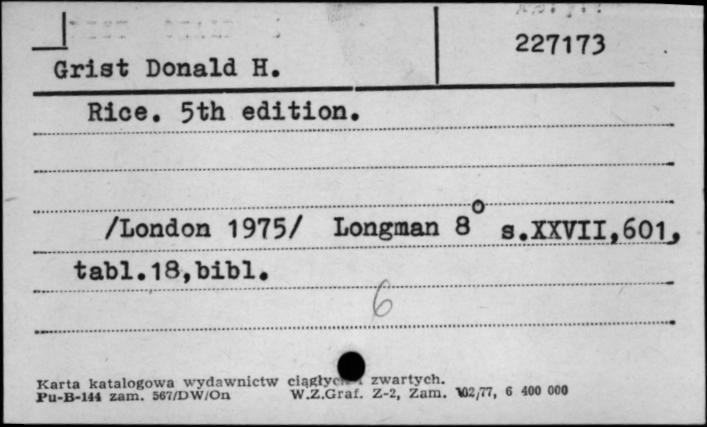 227173
Grist Donald H.
Rice. 5th edition.
/London 1975/ Longman 8° s.XXVII,601,
tabl.18,bibl.
6
Karta katalogowa wydawnictw ciągłych i zwartych.
Pu-B-144 zam. 567/DW/On W.Z.Graf. Z-2, Zam. 102/77, 6 400 000